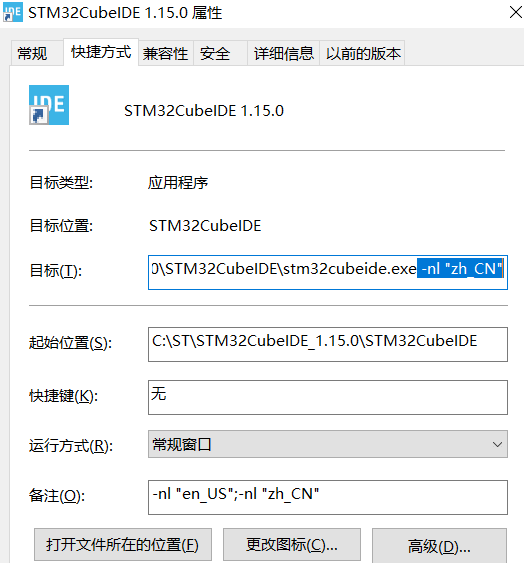 STM32CubeIDE 1.15.0 属性
常规 快捷方式 兼容性 安全 详细信息 以前的版本
IDE
STM32CubeIDE 1.15.0
目标类型: 应用程序
目标位置: STM32CubeIDE
目标(T): 0\STM32CubeIDE\stm32cubeide.exe -nl "zh_CN"
起始位置(S): C:\ST\STM32CubeIDE_1.15.0\STM32CubeIDE
快捷键(K): 无
运行方式(R): 常规窗口
备注(O): -nl "en_US";-nl "zh_CN"
打开文件所在的位置(F) 更改图标(C)... 高级(D)...